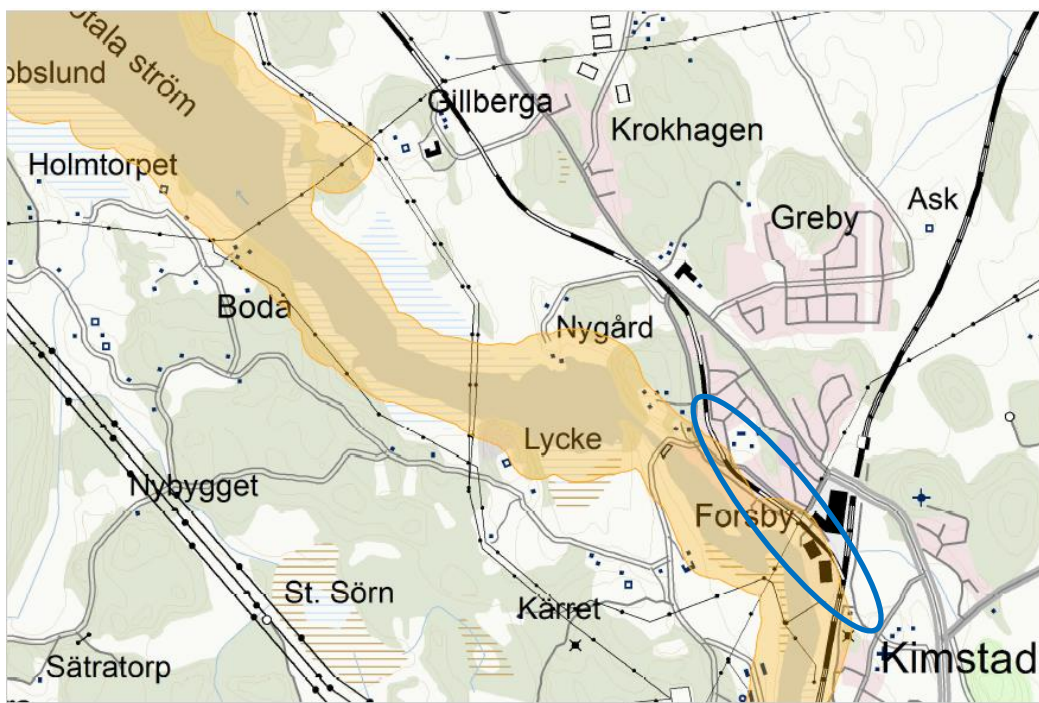 otala ström
obslund
Gillberga
Krokhagen
Holmtorpet
Ask
Greby
Boda
Nygård
Lycke
Nybygget
Forsby
St. Sörn
Kärret
Sätratorp
Kimstad